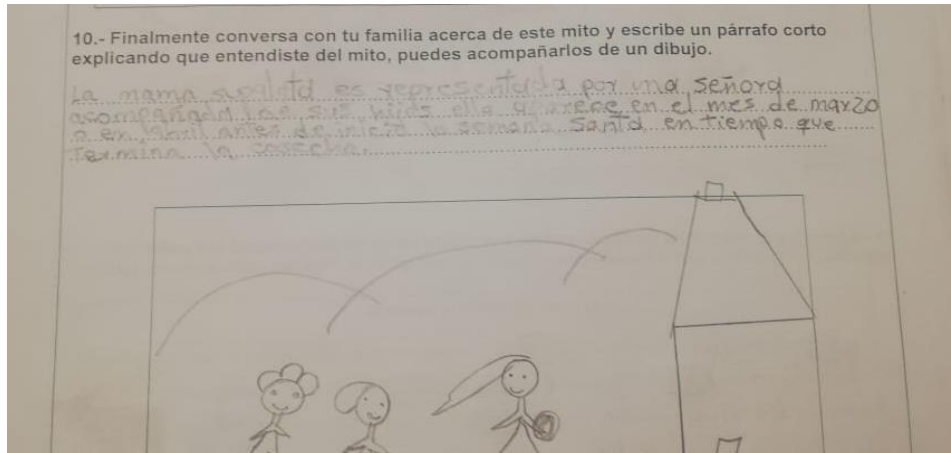 10.- Finalmente conversa con tu familia acerca de este mito y escribe un párrafo corto
explicando que entendiste del mito, puedes acompañarlos de un dibujo.
La mama es representada por una señora
acompañada de sus hijos ella aparece en el mes de marzo
o en abril antes de inicio la semana Santa en tiempo que
termina la cosecha.